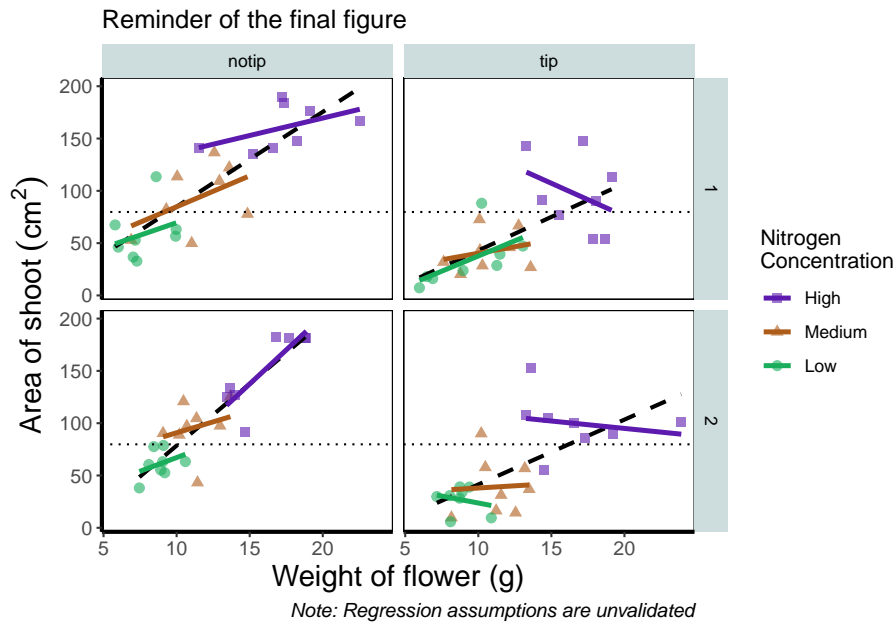 Reminder of the final figure
notip
tip
200
150
100
50
0
1
200
150
100
50
0
2
5
10
15
20
5
10
15
20
Area of shoot (cm²)
Weight of flower (g)
Note: Regression assumptions are unvalidated
Nitrogen
Concentration
High
Medium
Low